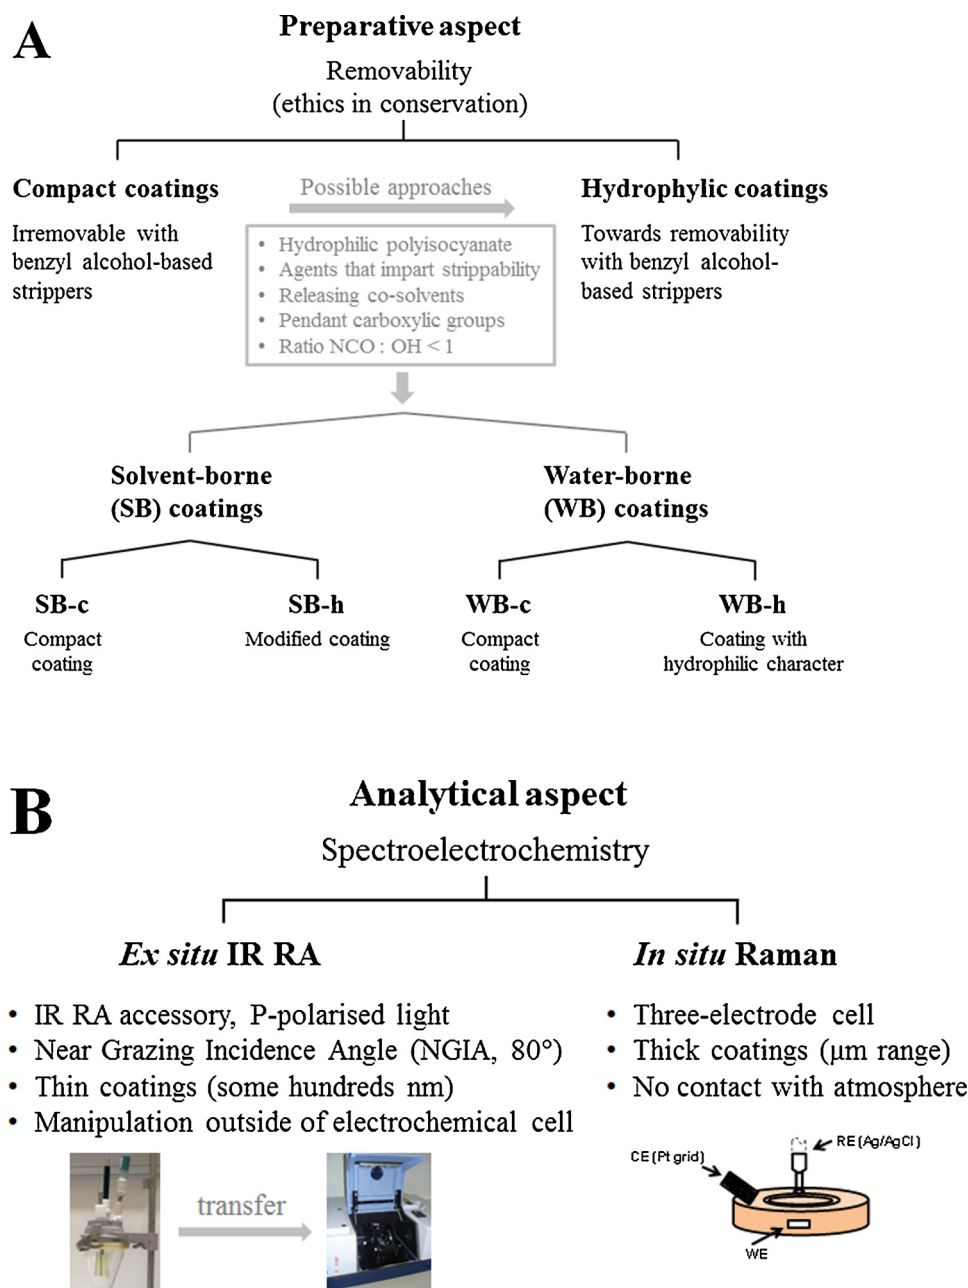 A
Preparative aspect
Removability
(ethics in conservation)
Compact coatings
Irremovable with
benzyl alcohol-based
strippers
Possible approaches
• Hydrophilic polyisocyanate
• Agents that impart strippability
• Releasing co-solvents
• Pendant carboxylic groups
• Ratio NCO : OH < 1
Hydrophylic coatings
Towards removability
with benzyl alcohol-
based strippers
Solvent-borne
(SB) coatings
Water-borne
(WB) coatings
SB-c
Compact
coating
SB-h
Modified coating
WB-c
Compact
coating
WB-h
Coating with
hydrophilic character
B
Analytical aspect
Spectroelectrochemistry
Ex situ IR RA
• IR RA accessory, P-polarised light
• Near Grazing Incidence Angle (NGIA, 80°)
• Thin coatings (some hundreds nm)
• Manipulation outside of electrochemical cell
transfer
In situ Raman
• Three-electrode cell
• Thick coatings (μm range)
• No contact with atmosphere
CE (Pt grid)
RE (Ag/AgCl)
WE